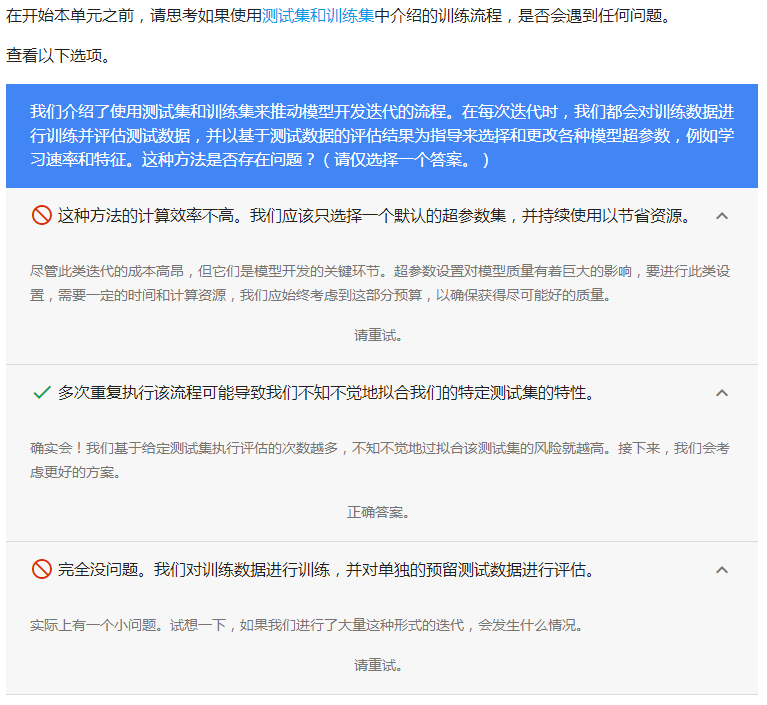 在开始本单元之前，请思考如果使用测试集和训练集中介绍的训练流程，是否会遇到任何问题。
查看以下选项。
我们介绍了使用测试集和训练集来推动模型开发迭代的流程。在每次迭代时，我们都会对训练数据进
行训练并评估测试数据，并以基于测试数据的评估结果为指导来选择和更改各种模型超参数，例如学
习速率和特征。这种方法是否存在问题？（请仅选择一个答案。）
这种方法的计算效率不高。我们应该只选择一个默认的超参数集，并持续使用以节省资源。
尽管此类迭代的成本高昂，但它们是模型开发的关键环节。超参数设置对模型质量有着巨大的影响，要进行此类设
置，需要一定的时间和计算资源，我们应始终考虑到这部分预算，以确保获得尽可能好的质量。
请重试。
多次重复执行该流程可能导致我们不知不觉地拟合我们的特定测试集的特性。
确实会！我们基于给定测试集执行评估的次数越多，不知不觉地过拟合该测试集的风险就越高。接下来，我们会考
虑更好的方案。
正确答案。
完全没问题。我们对训练数据进行训练，并对单独的预留测试数据进行评估。
实际上有一个小问题。试想一下，如果我们进行了大量这种形式的迭代，会发生什么情况。
请重试。